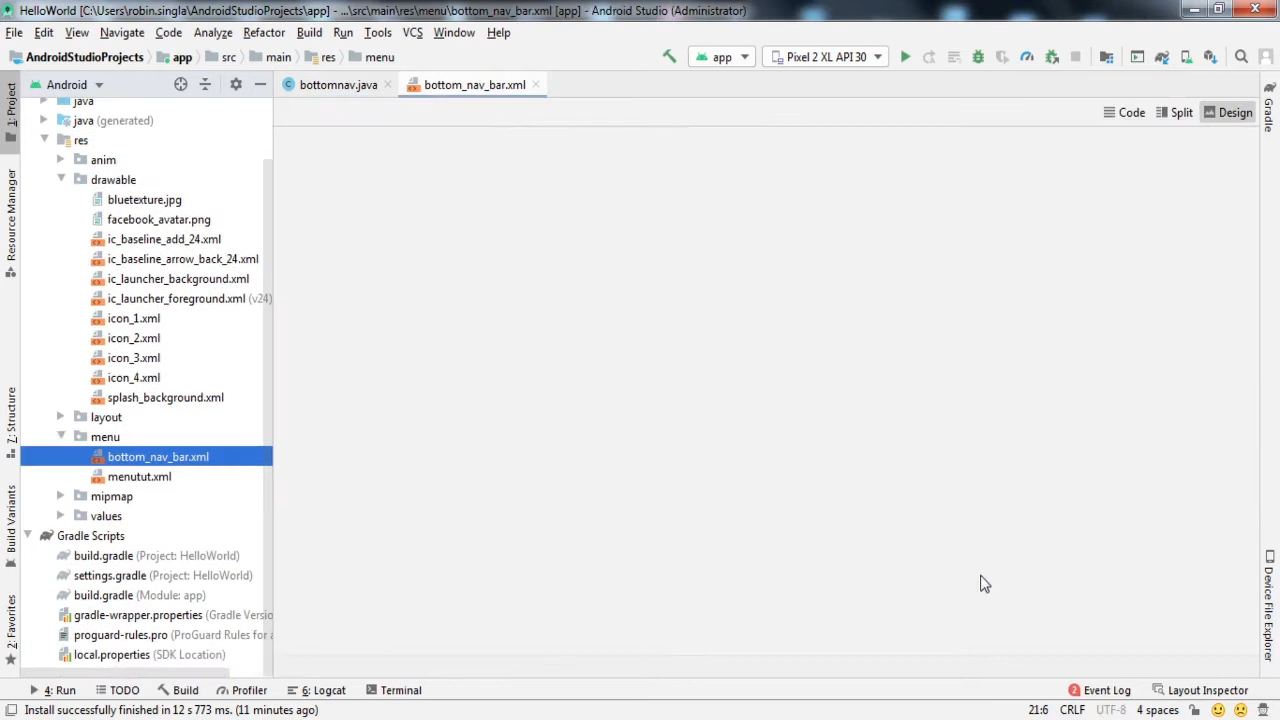 HelloWorld [C:\Users\robin.singla\AndroidStudioProjects\app] - ...\src\main\res\menu\bottom_nav_bar.xml [app] - Android Studio (Administrator)
File Edit View Navigate Code Analyze Refactor Build Run Tools VCS Window Help
AndroidStudioProjects app src main res menu app Pixel 2 XL API 30
1: Project
Android
bottomnav.java bottom_nav_bar.xml
Gradle
Code Split Design
java
java (generated)
res
anim
drawable
Resource Manager
bluetexture.jpg
facebook_avatar.png
ic_baseline_add_24.xml
ic_baseline_arrow_back_24.xml
ic_launcher_background.xml
ic_launcher_foreground.xml (v24)
icon_1.xml
icon_2.xml
icon_3.xml
icon_4.xml
splash_background.xml
Z: Structure
layout
menu
bottom_nav_bar.xml
menutut.xml
mipmap
values
Build Variants
Gradle Scripts
build.gradle (Project: HelloWorld)
settings.gradle (Project: HelloWorld)
build.gradle (Module: app)
gradle-wrapper.properties (Gradle Versio
proguard-rules.pro (ProGuard Rules for a
local.properties (SDK Location)
2: Favorites
Device File Explorer
4: Run TODO Build Profiler 6: Logcat Terminal 2 Event Log Layout Inspector
Install successfully finished in 12 s 773 ms. (11 minutes ago) 21:6 CRLF UTF-8 4 spaces